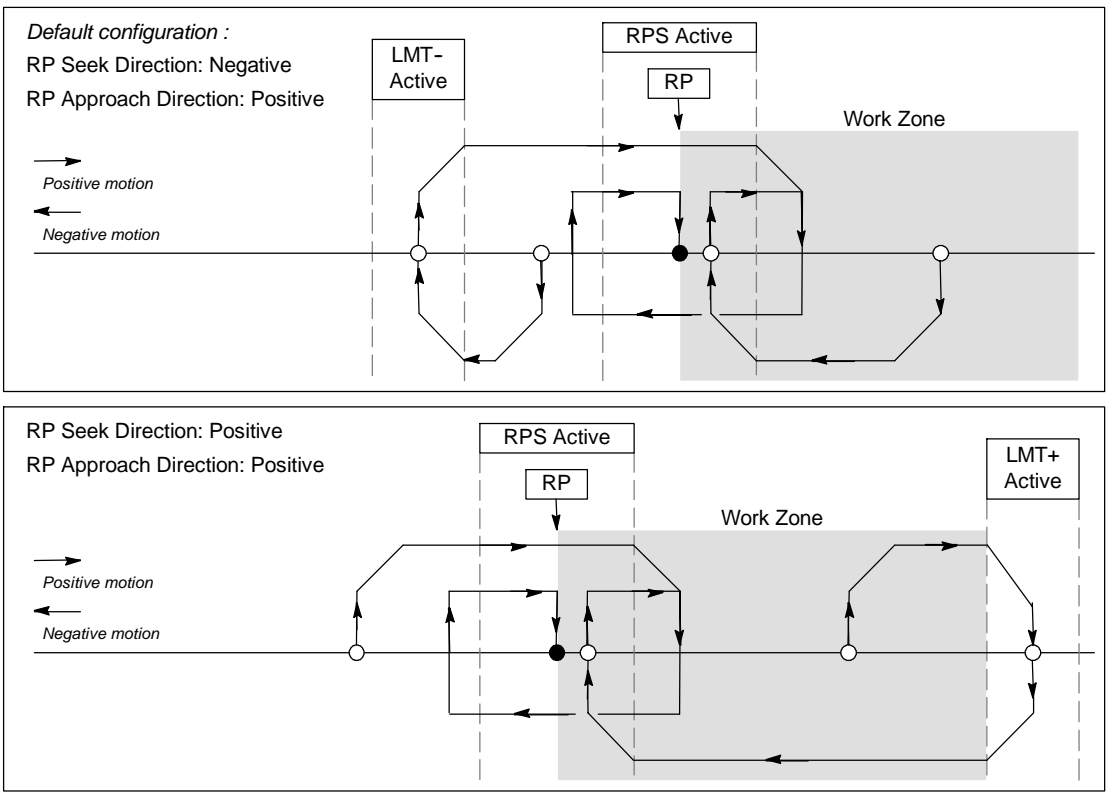 Default configuration :
RP Seek Direction: Negative
RP Approach Direction: Positive
LMT-
Active
RPS Active
RP
Work Zone
Positive motion
Negative motion
RP Seek Direction: Positive
RP Approach Direction: Positive
RPS Active
RP
LMT+
Active
Work Zone
Positive motion
Negative motion